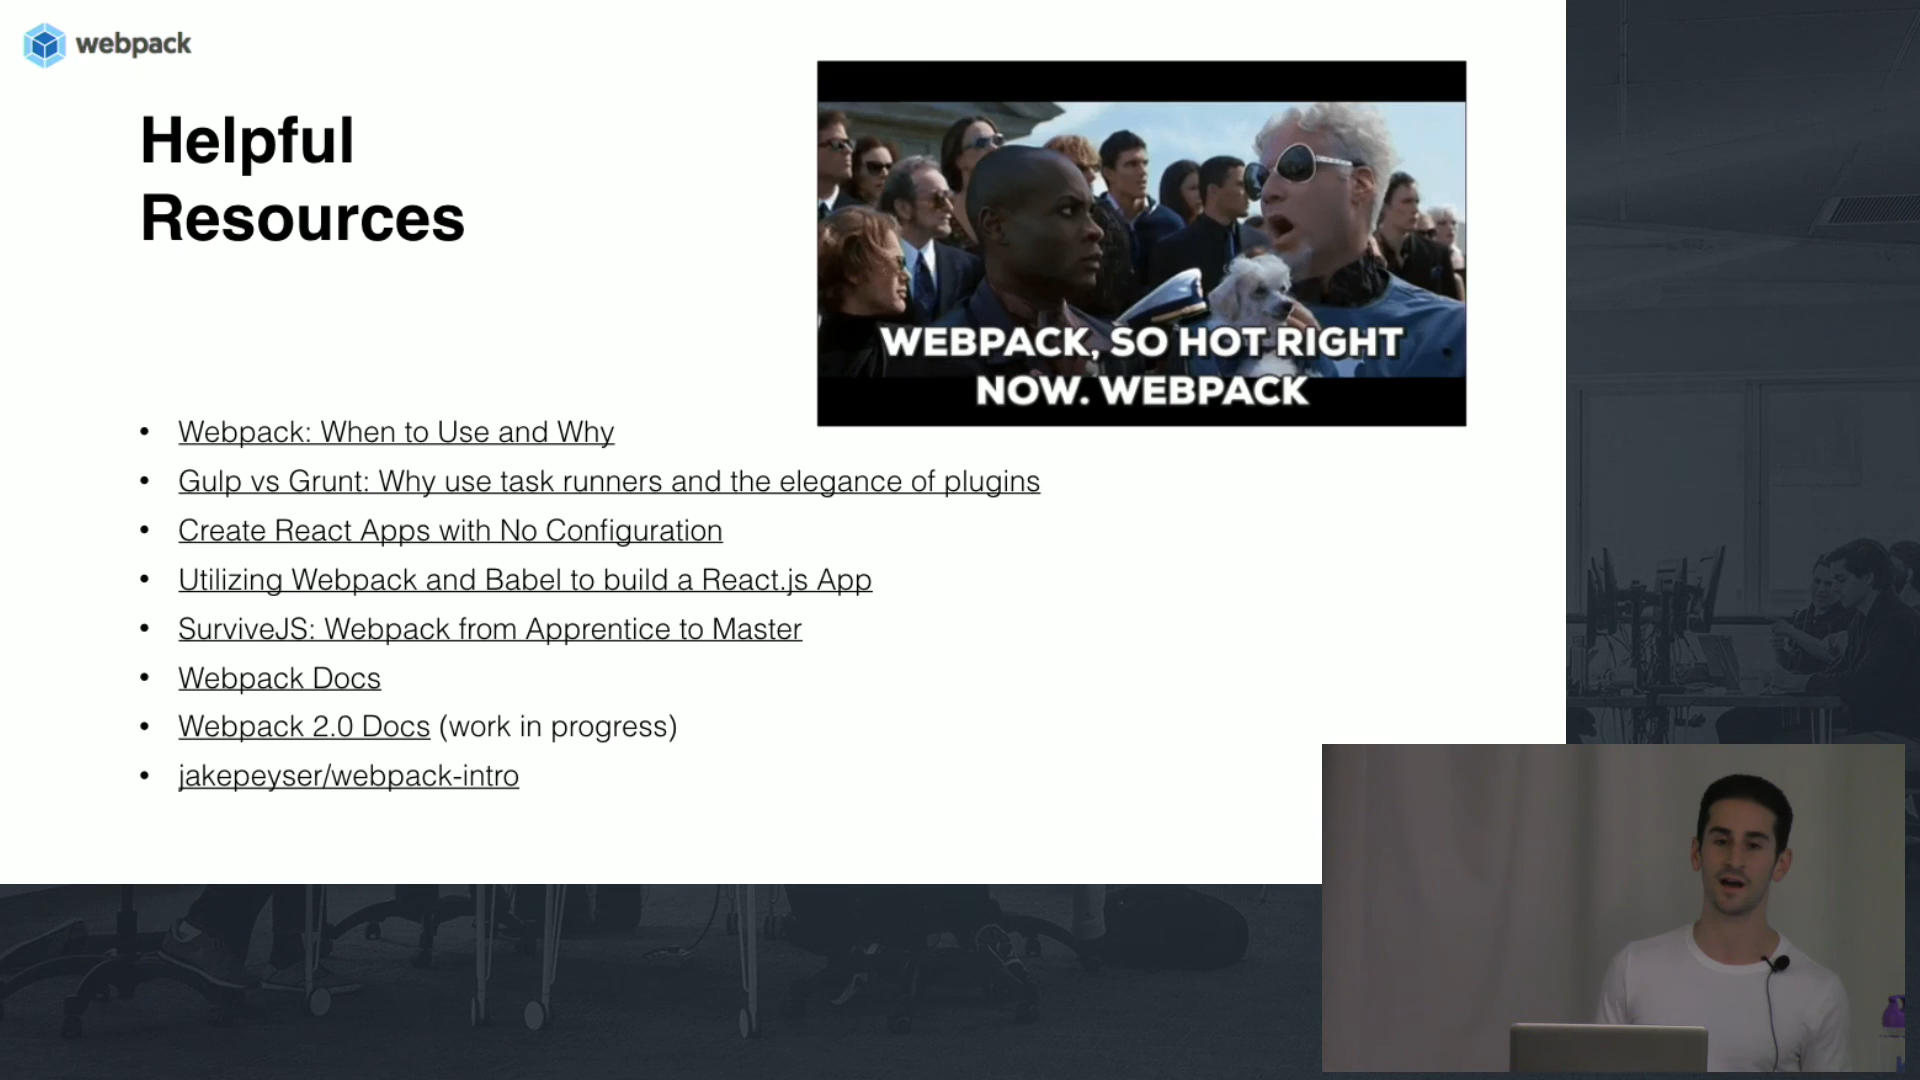 webpack
Helpful
Resources
WEBPACK, SO HOT RIGHT
NOW. WEBPACK
• Webpack: When to Use and Why
• Gulp vs Grunt: Why use task runners and the elegance of plugins
• Create React Apps with No Configuration
• Utilizing Webpack and Babel to build a React.js App
• SurviveJS: Webpack from Apprentice to Master
• Webpack Docs
• Webpack 2.0 Docs (work in progress)
• jakepeyser/webpack-intro